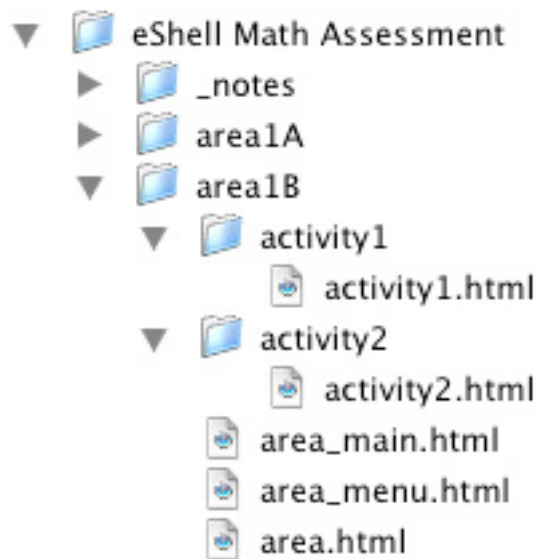 eShell Math Assessment
_notes
area1A
area1B
activity1
activity1.html
activity2
activity2.html
area_main.html
area_menu.html
area.html